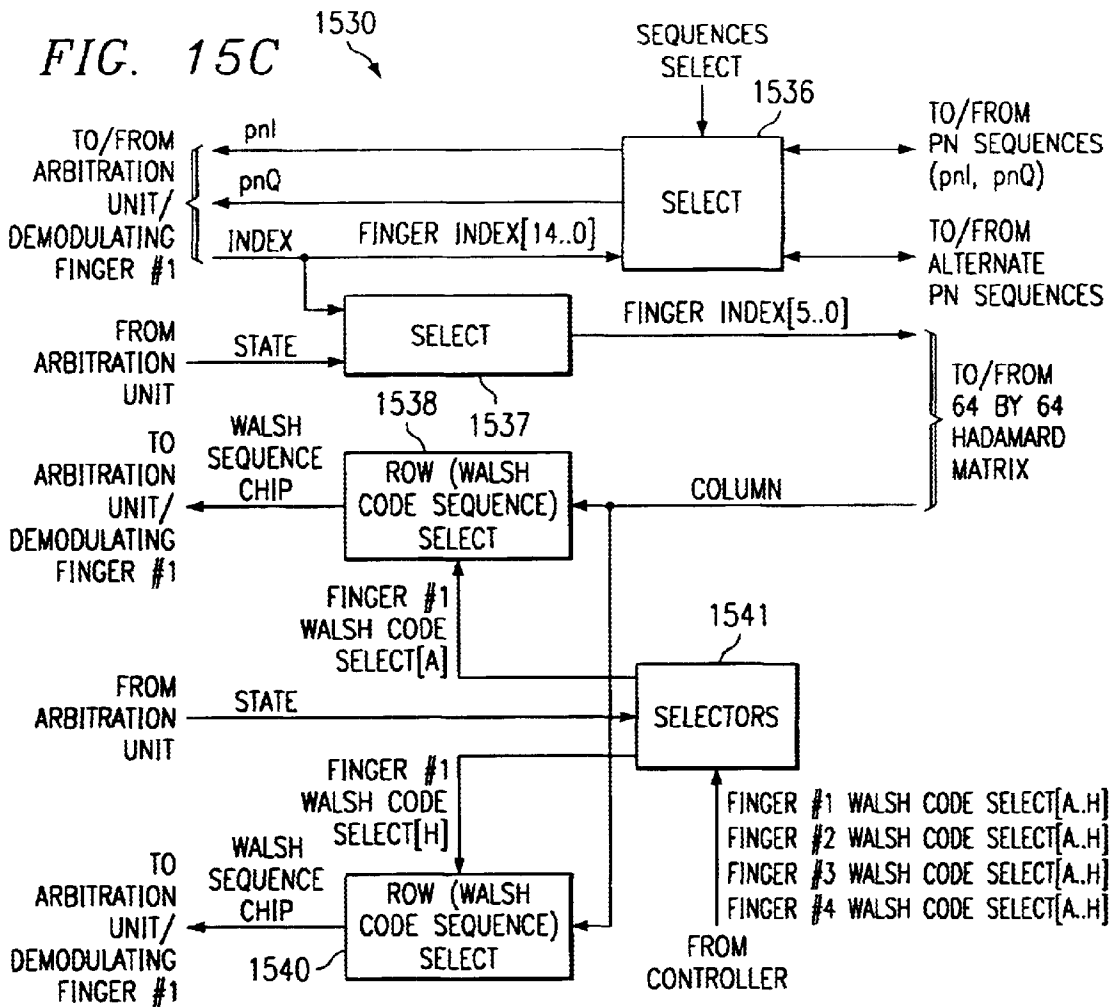 FIG. 15C
1530
SEQUENCES
SELECT
1536
TO/FROM
ARBITRATION
UNIT/
DEMODULATING
FINGER #1
pnI
pnQ
INDEX
FINGER INDEX[14..0]
SELECT
TO/FROM
PN SEQUENCES
(pnI, pnQ)
TO/FROM
ALTERNATE
PN SEQUENCES
FROM
ARBITRATION
UNIT
STATE
SELECT
1537
FINGER INDEX[5..0]
TO/FROM
64 BY 64
HADAMARD
MATRIX
1538
TO
ARBITRATION
UNIT/
DEMODULATING
FINGER #1
WALSH
SEQUENCE
CHIP
ROW (WALSH
CODE SEQUENCE)
SELECT
COLUMN
FINGER #1
WALSH CODE
SELECT[A]
1541
FROM
ARBITRATION
UNIT
STATE
SELECTORS
FINGER #1
WALSH CODE
SELECT[H]
FINGER #1 WALSH CODE SELECT[A..H]
FINGER #2 WALSH CODE SELECT[A..H]
FINGER #3 WALSH CODE SELECT[A..H]
FINGER #4 WALSH CODE SELECT[A..H]
FROM
CONTROLLER
TO
ARBITRATION
UNIT/
DEMODULATING
FINGER #1
WALSH
SEQUENCE
CHIP
1540
ROW (WALSH
CODE SEQUENCE)
SELECT